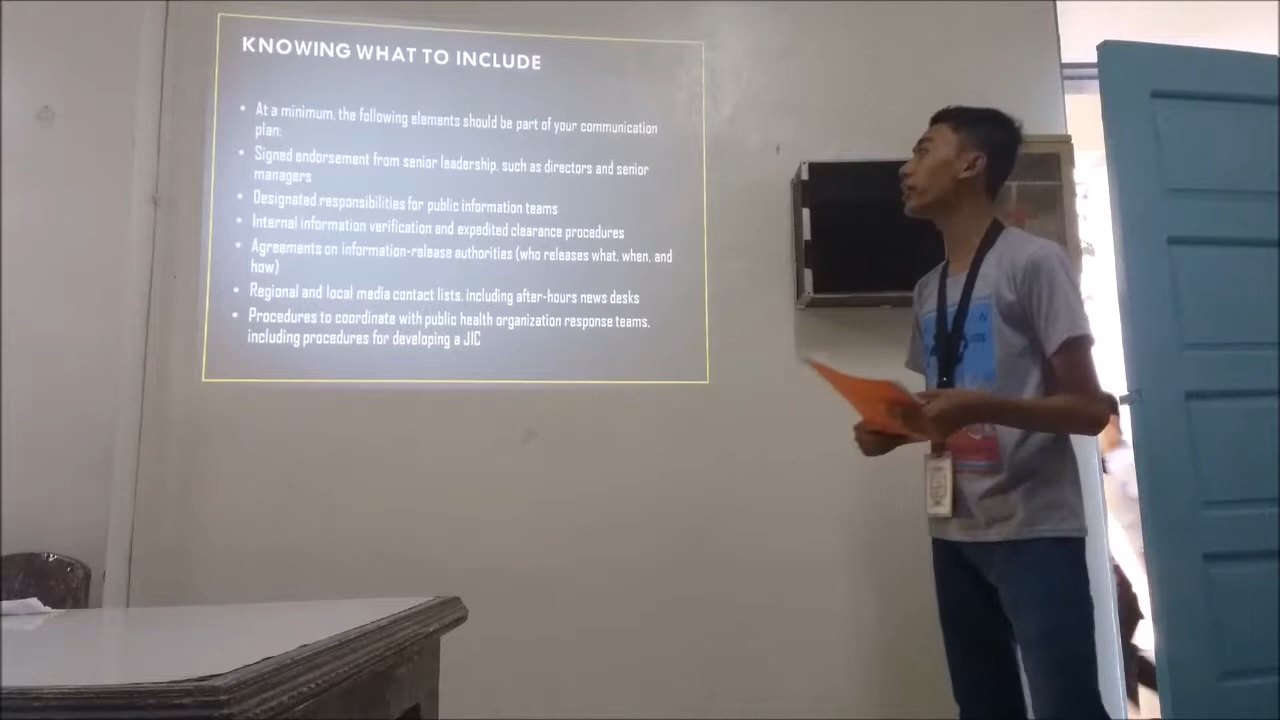 KNOWING WHAT TO INCLUDE
• At a minimum, the following elements should be part of your communication
plan:
• Signed endorsement from senior leadership, such as directors and senior
managers
• Designated responsibilities for public information teams
• Internal information verification and expedited clearance procedures
• Agreements on information-release authorities (who releases what, when, and
how)
• Regional and local media contact lists, including after-hours news desks
• Procedures to coordinate with public health organization response teams,
including procedures for developing a JIC